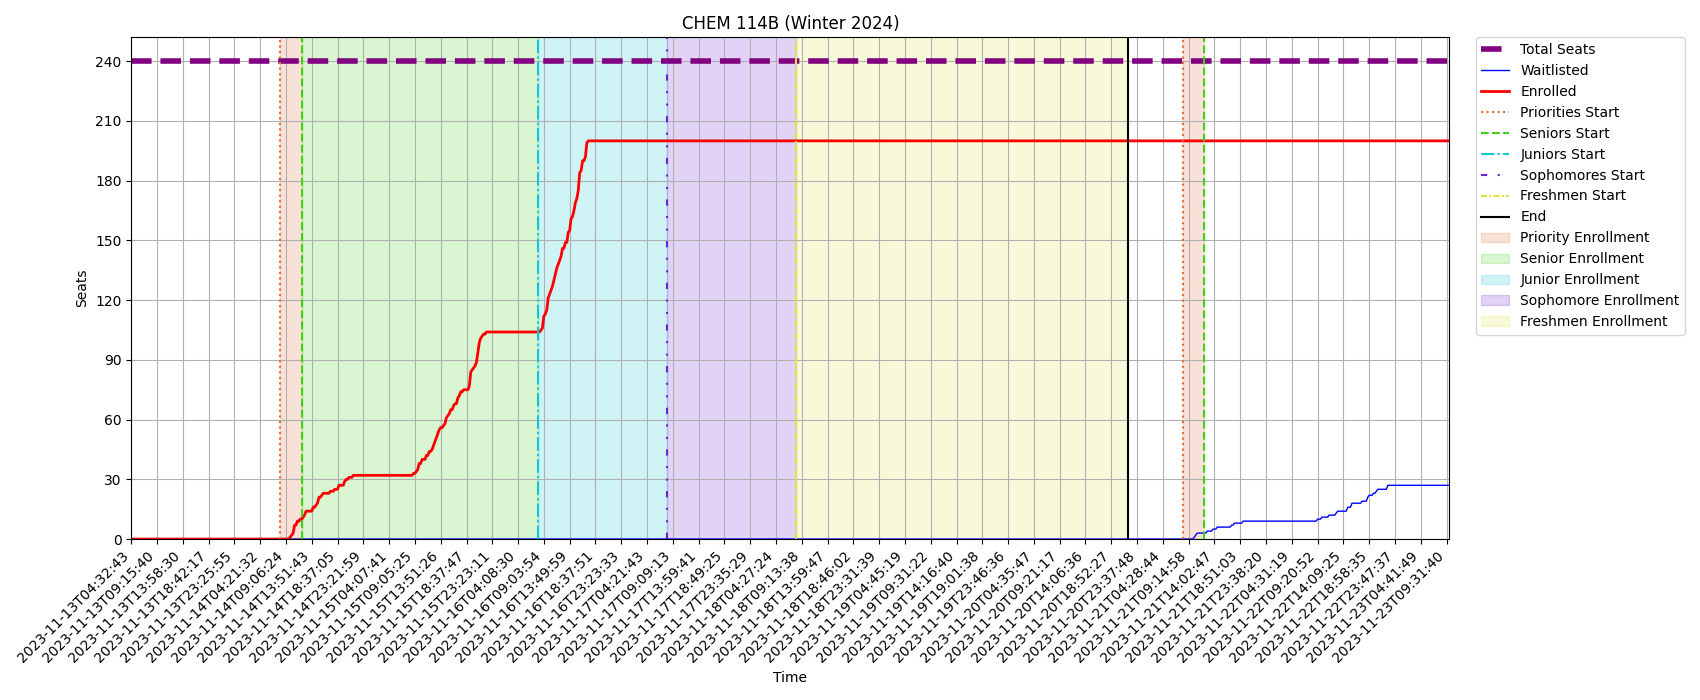 CHEM 114B (Winter 2024)
Seats
240
210
180
150
120
90
60
30
0
2023-11-13T04:32:43
2023-11-13T09:15:40
2023-11-13T13:58:30
2023-11-13T18:42:17
2023-11-13T23:25:55
2023-11-14T04:21:32
2023-11-14T09:06:24
2023-11-14T13:51:43
2023-11-14T18:37:05
2023-11-14T23:21:59
2023-11-15T04:07:41
2023-11-15T09:05:25
2023-11-15T13:51:26
2023-11-15T18:37:47
2023-11-15T23:23:11
2023-11-16T04:08:30
2023-11-16T09:03:54
2023-11-16T13:49:59
2023-11-16T18:37:51
2023-11-16T23:23:33
2023-11-17T04:21:43
2023-11-17T09:09:13
2023-11-17T13:59:41
2023-11-17T18:49:25
2023-11-17T23:35:29
2023-11-18T04:27:24
2023-11-18T09:13:38
2023-11-18T13:59:47
2023-11-18T18:46:02
2023-11-18T23:31:39
2023-11-19T04:45:19
2023-11-19T09:31:22
2023-11-19T14:16:40
2023-11-19T19:01:38
2023-11-19T23:46:36
2023-11-20T04:35:47
2023-11-20T09:21:17
2023-11-20T14:06:36
2023-11-20T18:52:27
2023-11-20T23:37:48
2023-11-21T04:28:44
2023-11-21T09:14:58
2023-11-21T14:02:47
2023-11-21T18:51:03
2023-11-21T23:38:20
2023-11-22T04:31:19
2023-11-22T09:20:52
2023-11-22T14:09:25
2023-11-22T18:58:35
2023-11-22T23:47:37
2023-11-23T04:41:49
2023-11-23T09:31:40
Time
Total Seats
Waitlisted
Enrolled
Priorities Start
Seniors Start
Juniors Start
Sophomores Start
Freshmen Start
End
Priority Enrollment
Senior Enrollment
Junior Enrollment
Sophomore Enrollment
Freshmen Enrollment